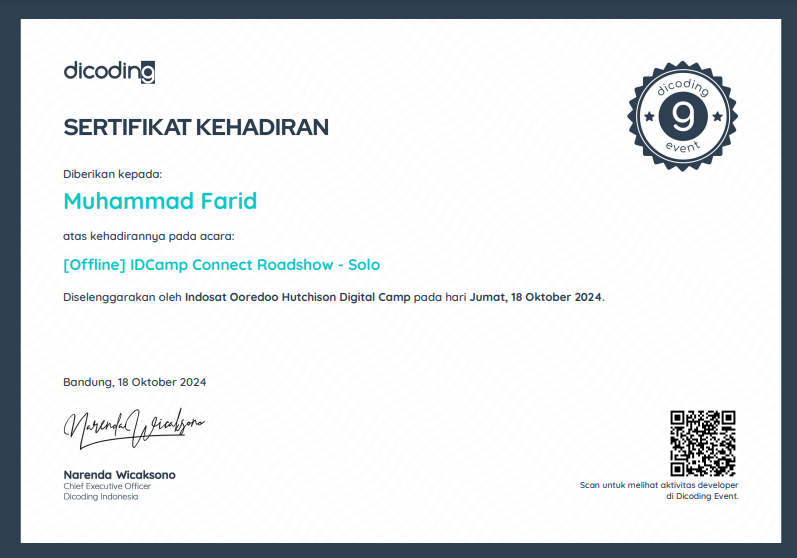 dicoding
SERTIFIKAT KEHADIRAN
dicoding
9
event
Diberikan kepada:
Muhammad Farid
atas kehadirannya pada acara:
[Offline] IDCamp Connect Roadshow - Solo
Diselenggarakan oleh Indosat Ooredoo Hutchison Digital Camp pada hari Jumat, 18 Oktober 2024.
Bandung, 18 Oktober 2024
Narenda Wicaksono
Narenda Wicaksono
Chief Executive Officer
Dicoding Indonesia
Scan untuk melihat aktivitas developer
di Dicoding Event.